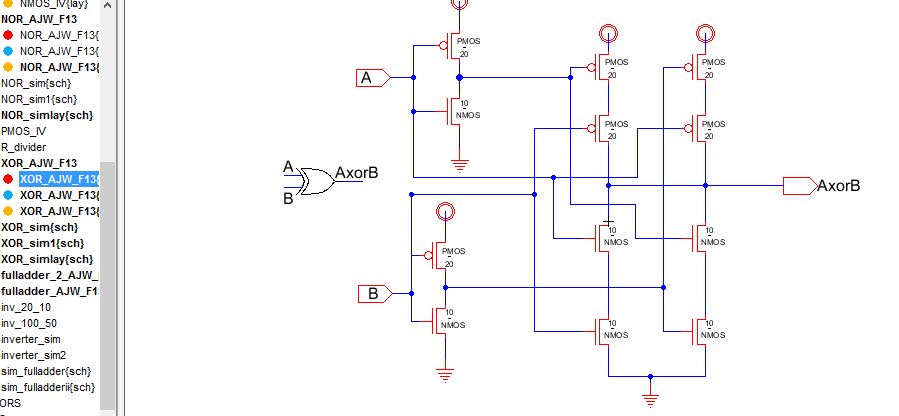 NMOS_IV{lay}
NOR_AJW_F13
NOR_AJW_F13{
NOR_AJW_F13{
NOR_AJW_F13{
NOR_sim{sch}
NOR_sim1{sch}
NOR_simlay{sch}
PMOS_IV
R_divider
XOR_AJW_F13
XOR_AJW_F13{
XOR_AJW_F13{
XOR_AJW_F13{
XOR_sim{sch}
XOR_sim1{sch}
XOR_simlay{sch}
fulladder_2_AJW_
fulladder_AJW_F1
inv_20_10
inv_100_50
inverter_sim
inverter_sim2
sim_fulladder{sch}
sim_fulladderii{sch}
ORS
A
B
AxorB
A
PMOS
20
10
NMOS
B
PMOS
20
10
NMOS
PMOS
20
PMOS
20
PMOS
20
PMOS
20
AxorB
10
NMOS
10
NMOS
10
NMOS
10
NMOS